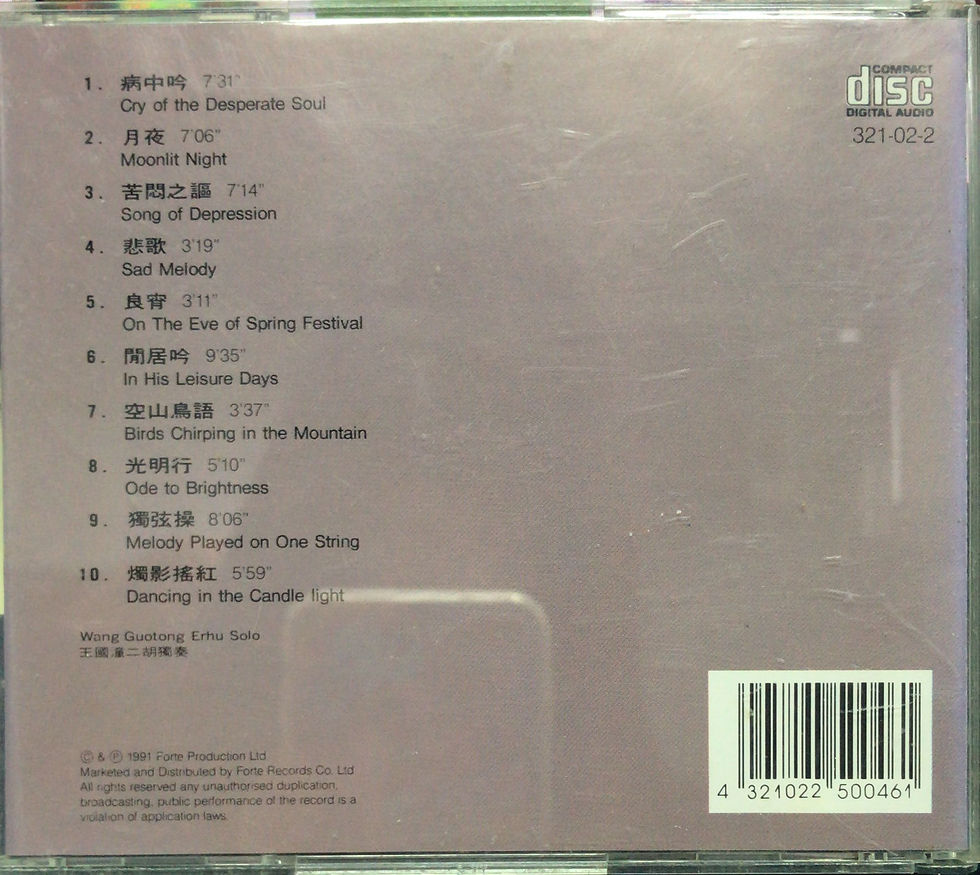 1. 病中吟 7'31"
Cry of the Desperate Soul
2. 月夜 7'06"
Moonlit Night
3. 苦悶之謳 7'14"
Song of Depression
4. 悲歌 3'19"
Sad Melody
5. 良宵 3'11"
On The Eve of Spring Festival
6. 閒居吟 9'35"
In His Leisure Days
7. 空山鳥語 3'37"
Birds Chirping in the Mountain
8. 光明行 5'10"
Ode to Brightness
9. 獨弦操 8'06"
Melody Played on One String
10. 燭影搖紅 5'59"
Dancing in the Candle light
Wang Guotong Erhu Solo
王國潼二胡獨奏
© & ℗ 1991 Forte Production Ltd
Marketed and Distributed by Forte Records Co. Ltd
All rights reserved any unauthorised duplication,
broadcasting, public performance of the record is a
violation of application laws.
COMPACT
disc
DIGITAL AUDIO
321-02-2
4 321022 500461